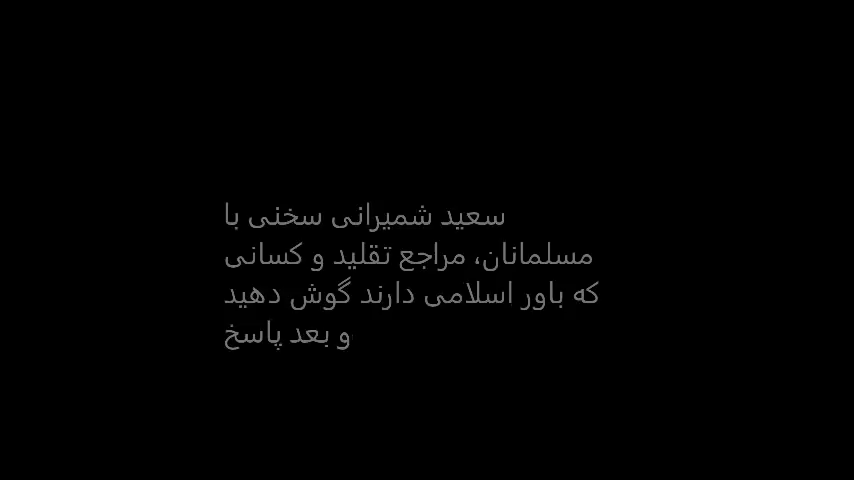 سعید شمیرانی سخنی با
مسلمانان، مراجع تقلید و کسانی
که باور اسلامی دارند گوش دهید
و بعد پاسخ